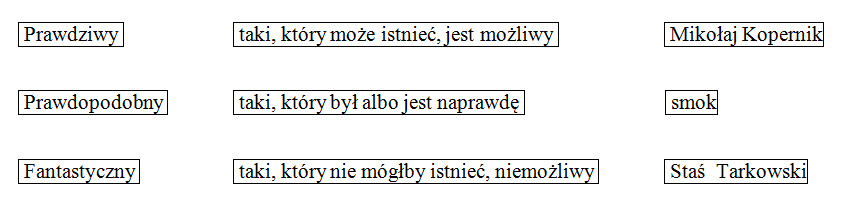 Prawdziwy taki, który może istnieć, jest możliwy Mikołaj Kopernik
Prawdopodobny taki, który był albo jest naprawdę smok
Fantastyczny taki, który nie mógłby istnieć, niemożliwy Staś Tarkowski